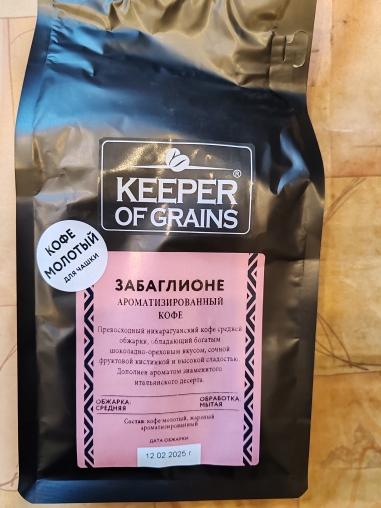 KEEPER
OF GRAINS®
КОФЕ
МОЛОТЫЙ
ДЛЯ ЧАШКИ
ЗАБАГЛИОНЕ
АРОМАТИЗИРОВАННЫЙ
КОФЕ
Превосходный никарагуанский кофе средней
обжарки, обладающий богатым
шоколадно-ореховым вкусом, сочной
фруктовой кислинкой и высокой сладостью.
Дополнен ароматом знаменитого
итальянского десерта.
ОБЖАРКА: ОБРАБОТКА:
СРЕДНЯЯ МЫТАЯ
Состав: кофе молотый, жареный
ароматизированный
ДАТА ОБЖАРКИ
12.02.2025 г.